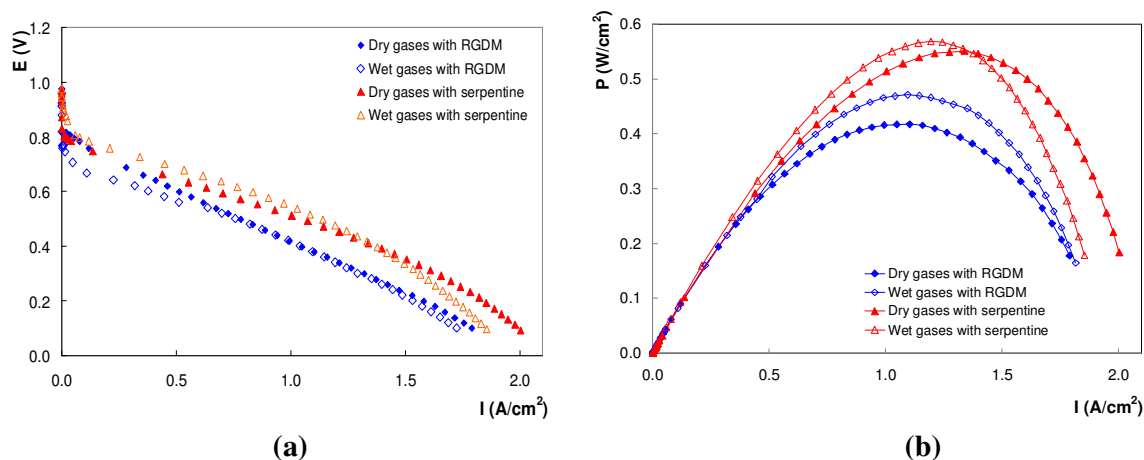 E (V)
1.2
1.0
0.8
0.6
0.4
0.2
0.0
0.0
0.5
1.0
1.5
2.0
I (A/cm²)
Dry gases with RGDM
Wet gases with RGDM
Dry gases with serpentine
Wet gases with serpentine
(a)
P (W/cm²)
0.6
0.5
0.4
0.3
0.2
0.1
0.0
0.0
0.5
1.0
1.5
2.0
I (A/cm²)
Dry gases with RGDM
Wet gases with RGDM
Dry gases with serpentine
Wet gases with serpentine
(b)